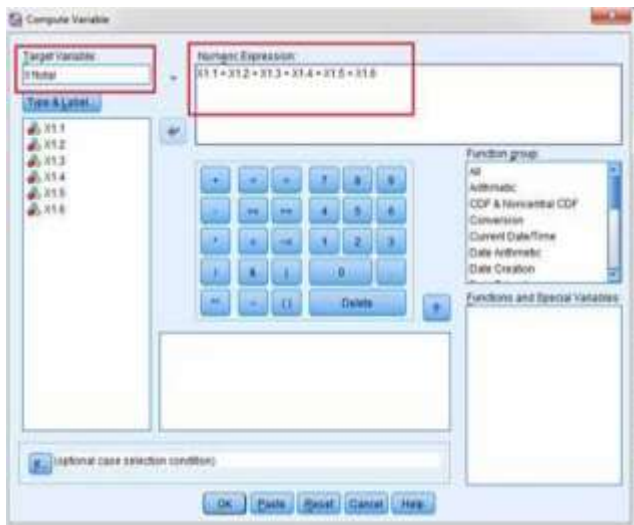 Compute Variable
Target Variable:
Numeric Expression:
X1.1 + X1.2 + X1.3 + X1.4 + X1.5 + X1.6
Type & Label...
X1.1
X1.2
X1.3
X1.4
X1.5
X1.6
Function group:
All
Arithmetic
CDF & Noncentral CDF
Conversion
Current Date/Time
Date Arithmetic
Date Creation
+ < > 7 8 9
- <= >= 4 5 6
* = ~= 1 2 3
/ & | 0 .
** ~ ( ) Delete
Functions and Special Variables:
If... (optional case selection condition)
OK Paste Reset Cancel Help